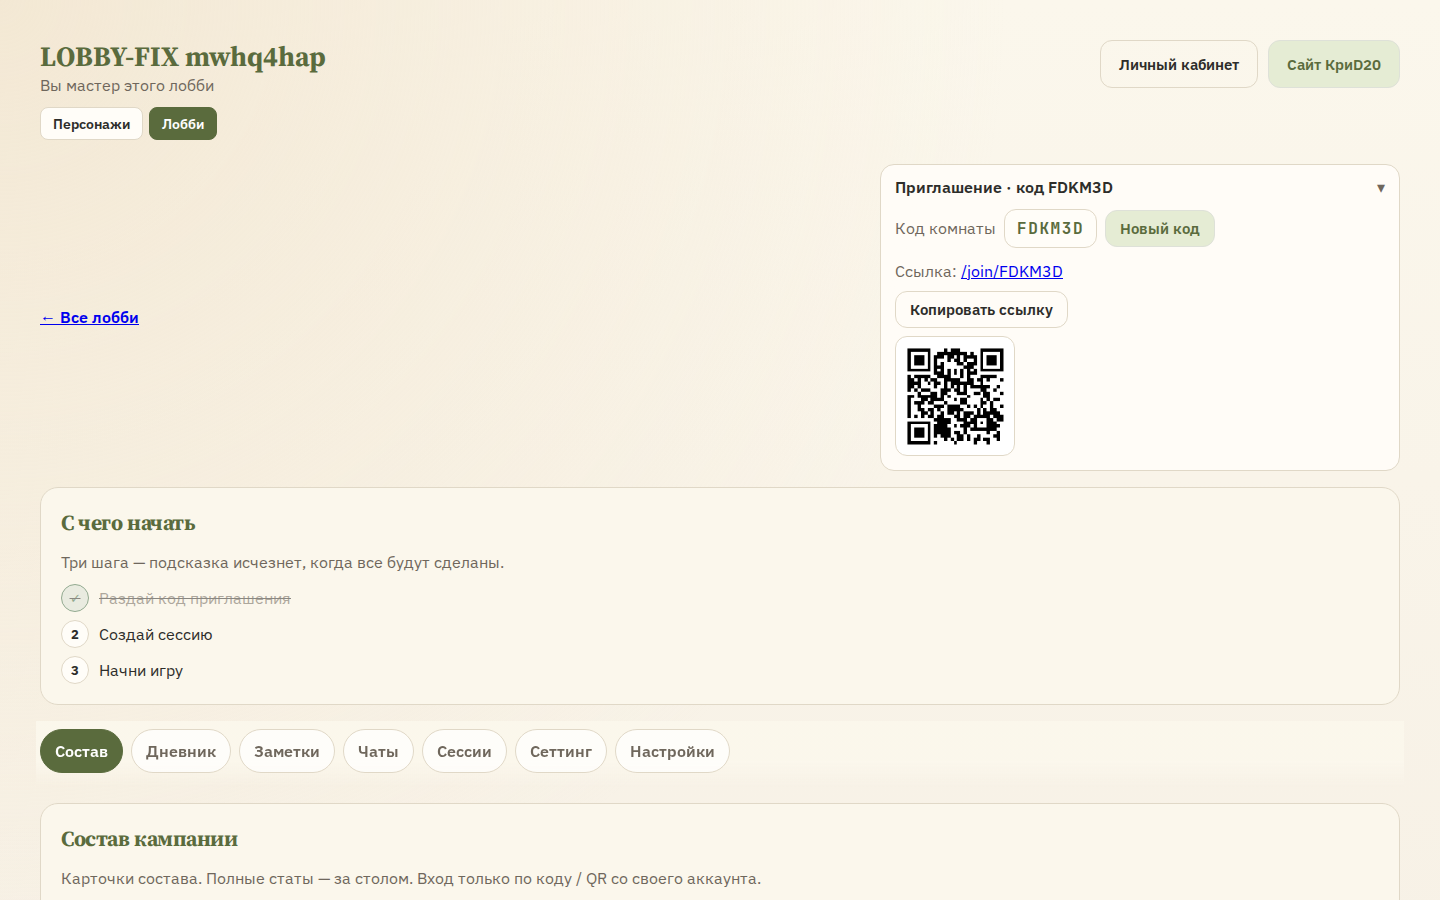 LOBBY-FIX mwhq4hap
Вы мастер этого лобби
Личный кабинет
Сайт КриD20
Персонажи
Лобби
← Все лобби
Приглашение · код FDKM3D ▼
Код комнаты FDKM3D Новый код
Ссылка: /join/FDKM3D
Копировать ссылку
С чего начать
Три шага — подсказка исчезнет, когда все будут сделаны.
✓ Раздай код приглашения
2 Создай сессию
3 Начни игру
Состав Дневник Заметки Чаты Сессии Сеттинг Настройки
Состав кампании
Карточки состава. Полные статы — за столом. Вход только по коду / QR со своего аккаунта.